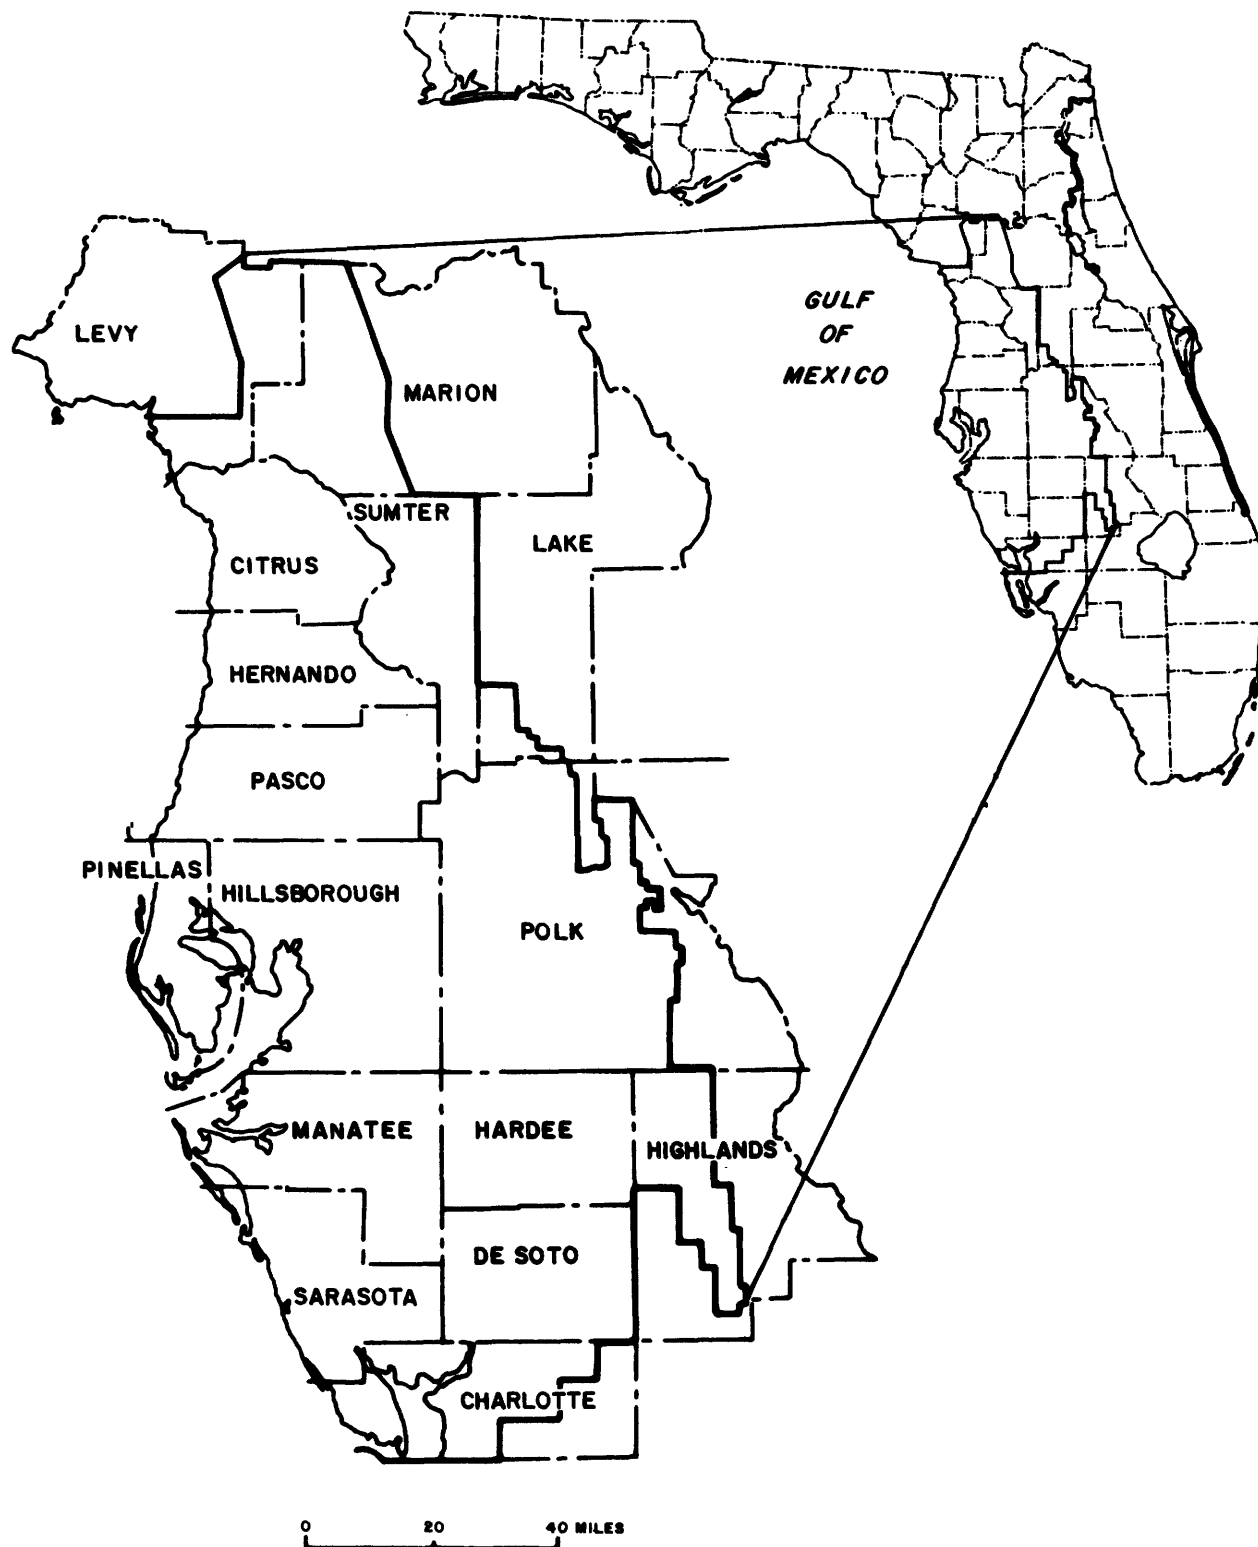 GULF
OF
MEXICO
LEVY
MARION
SUMTER
LAKE
CITRUS
HERNANDO
PASCO
PINELLAS
HILLSBOROUGH
POLK
MANATEE
HARDEE
HIGHLANDS
DE SOTO
SARASOTA
CHARLOTTE
0 20 40 MILES